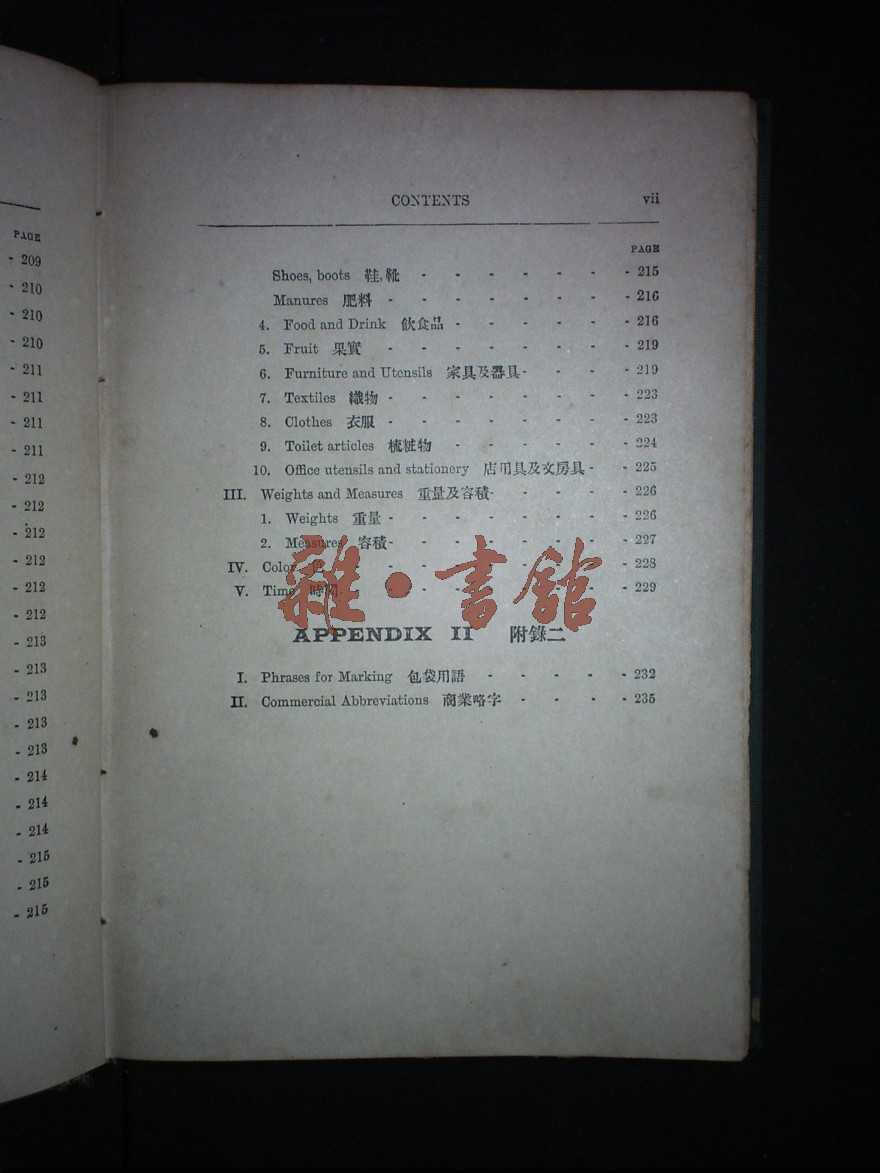 PAGE
- 209
- 210
- 210
- 210
- 211
- 211
- 211
- 211
- 212
- 212
- 212
- 212
- 212
- 212
- 213
- 213
- 213
- 213
- 213
- 214
- 214
- 214
- 215
- 215
- 215
CONTENTS vii
PAGE
Shoes, boots 鞋,靴 - - - - - - - 215
Manures 肥料 - - - - - - - - 216
4. Food and Drink 飲食品 - - - - - - 216
5. Fruit 果實 - - - - - - - - 219
6. Furniture and Utensils 家具及器具 - - - - 219
7. Textiles 織物 - - - - - - - - 223
8. Clothes 衣服 - - - - - - - - 223
9. Toilet articles 梳粧物 - - - - - - 224
10. Office utensils and stationery 店用具及文房具 - - 225
III. Weights and Measures 重量及容積 - - - - - 226
1. Weights 重量 - - - - - - - - 226
2. Measures 容積 - - - - - - - - 227
IV. Color 色 - - - - - - - - - 228
V. Time 時間 - - - - - - - - - 229
雜·書館
APPENDIX II 附錄二
I. Phrases for Marking 包袋用語 - - - - - 232
II. Commercial Abbreviations 商業略字 - - - - 235